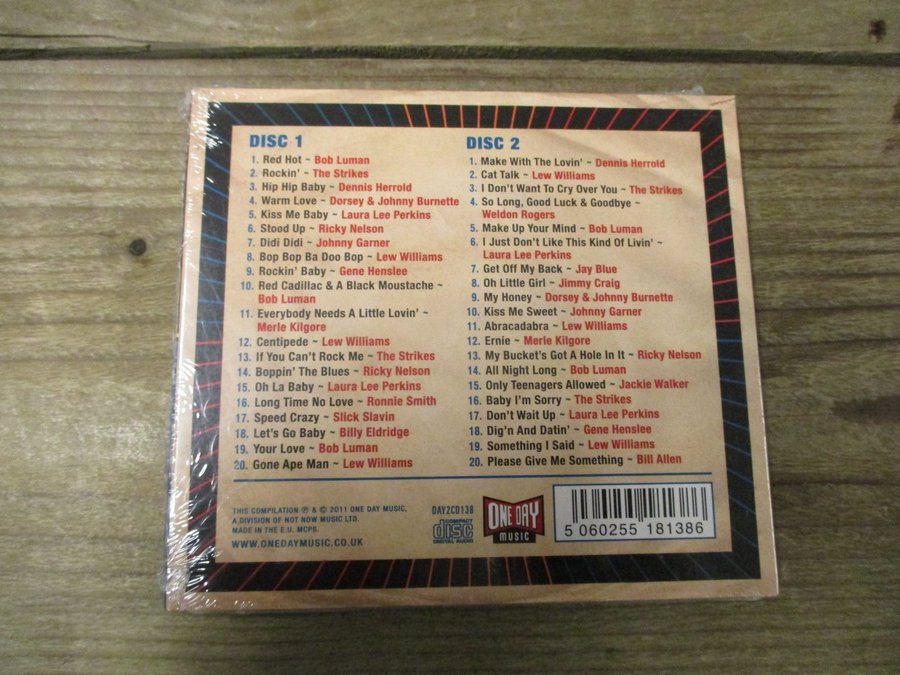 DISC 1
1. Red Hot ~ Bob Luman
2. Rockin' ~ The Strikes
3. Hip Hip Baby ~ Dennis Herrold
4. Warm Love ~ Dorsey & Johnny Burnette
5. Kiss Me Baby ~ Laura Lee Perkins
6. Stood Up ~ Ricky Nelson
7. Didi Didi ~ Johnny Garner
8. Bop Bop Ba Doo Bop ~ Lew Williams
9. Rockin' Baby ~ Gene Henslee
10. Red Cadillac & A Black Moustache ~
Bob Luman
11. Everybody Needs A Little Lovin' ~
Merle Kilgore
12. Centipede ~ Lew Williams
13. If You Can't Rock Me ~ The Strikes
14. Boppin' The Blues ~ Ricky Nelson
15. Oh La Baby ~ Laura Lee Perkins
16. Long Time No Love ~ Ronnie Smith
17. Speed Crazy ~ Slick Slavin
18. Let's Go Baby ~ Billy Eldridge
19. Your Love ~ Bob Luman
20. Gone Ape Man ~ Lew Williams
DISC 2
1. Make With The Lovin' ~ Dennis Herrold
2. Cat Talk ~ Lew Williams
3. I Don't Want To Cry Over You ~ The Strikes
4. So Long, Good Luck & Goodbye ~
Weldon Rogers
5. Make Up Your Mind ~ Bob Luman
6. I Just Don't Like This Kind Of Livin' ~
Laura Lee Perkins
7. Get Off My Back ~ Jay Blue
8. Oh Little Girl ~ Jimmy Craig
9. My Honey ~ Dorsey & Johnny Burnette
10. Kiss Me Sweet ~ Johnny Garner
11. Abracadabra ~ Lew Williams
12. Ernie ~ Merle Kilgore
13. My Bucket's Got A Hole In It ~ Ricky Nelson
14. All Night Long ~ Bob Luman
15. Only Teenagers Allowed ~ Jackie Walker
16. Baby I'm Sorry ~ The Strikes
17. Don't Wait Up ~ Laura Lee Perkins
18. Dig'n And Datin' ~ Gene Henslee
19. Something I Said ~ Lew Williams
20. Please Give Me Something ~ Bill Allen
THIS COMPILATION ℗ & © 2011 ONE DAY MUSIC,
A DIVISION OF NOT NOW MUSIC LTD.
MADE IN THE E.U. MCPS.
WWW.ONEDAYMUSIC.CO.UK
DAY2CD138
COMPACT
disc
DIGITAL AUDIO
ONE DAY
MUSIC
5 060255 181386